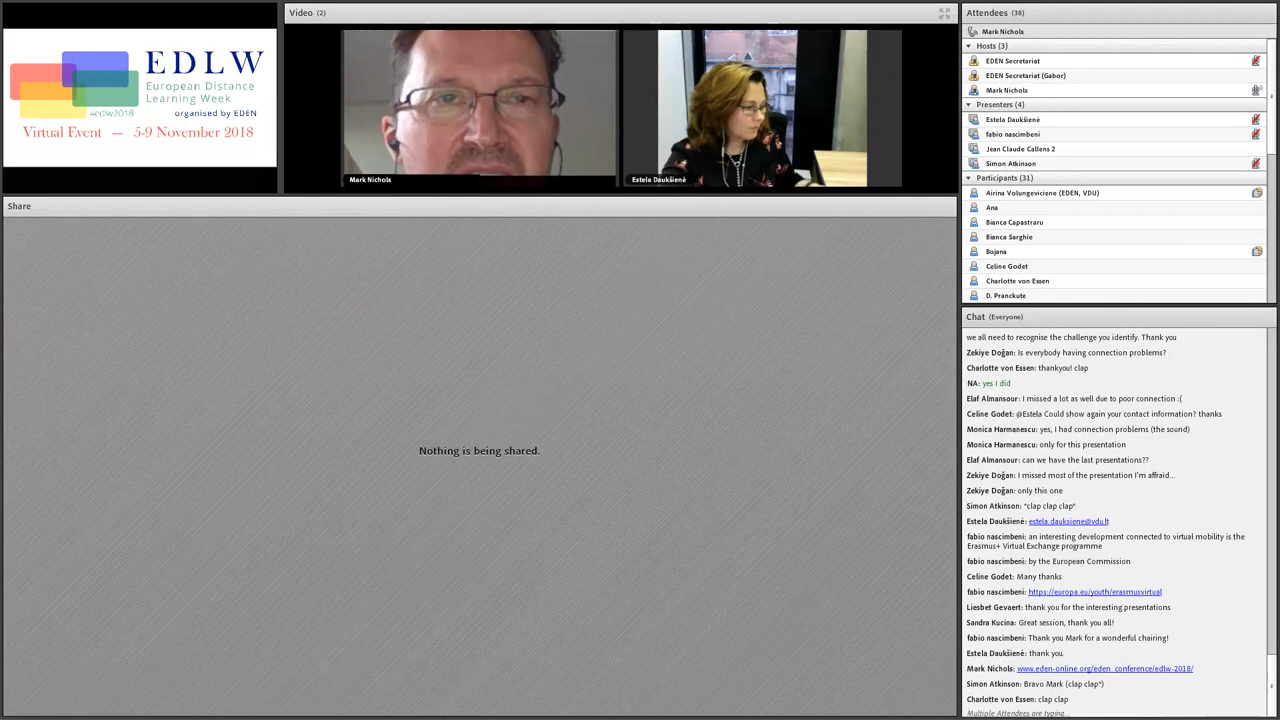 EDLW
European Distance
Learning Week
#edlw2018
organised by EDEN
Virtual Event — 5-9 November 2018
Video (2)
Mark Nichols
Estela Daukšienė
Share
Nothing is being shared.
Attendees (38)
Mark Nichols
Hosts (3)
EDEN Secretariat
EDEN Secretariat (Gabor)
Mark Nichols
Presenters (4)
Estela Daukšienė
fabio nascimbeni
Jean Claude Callens 2
Simon Atkinson
Participants (31)
Airina Volungeviciene (EDEN, VDU)
Ana
Bianca Capastraru
Bianca Sarghie
Bojana
Celine Godet
Charlotte von Essen
D. Pranckute
Chat (Everyone)
we all need to recognise the challenge you identify. Thank you
Zekiye Doğan: Is everybody having connection problems?
Charlotte von Essen: thankyou! clap
NA: yes I did
Elaf Almansour: I missed a lot as well due to poor connection :(
Celine Godet: @Estela Could show again your contact information? thanks
Monica Harmanescu: yes, I had connection problems (the sound)
Monica Harmanescu: only for this presentation
Elaf Almansour: can we have the last presentations??
Zekiye Doğan: I missed most of the presentation I'm afraid...
Zekiye Doğan: only this one
Simon Atkinson: *clap clap clap*
Estela Daukšienė: estela.dauksiene@vdu.lt
fabio nascimbeni: an interesting development connected to virtual mobility is the
Erasmus+ Virtual Exchange programme
fabio nascimbeni: by the European Commission
Celine Godet: Many thanks
fabio nascimbeni: https://europa.eu/youth/erasmusvirtual
Liesbet Gevaert: thank you for the interesting presentations
Sandra Kucina: Great session, thank you all!
fabio nascimbeni: Thank you Mark for a wonderful chairing!
Estela Daukšienė: thank you.
Mark Nichols: www.eden-online.org/eden_conference/edlw-2018/
Simon Atkinson: Bravo Mark (clap clap*)
Charlotte von Essen: clap clap
Multiple Attendees are typing...